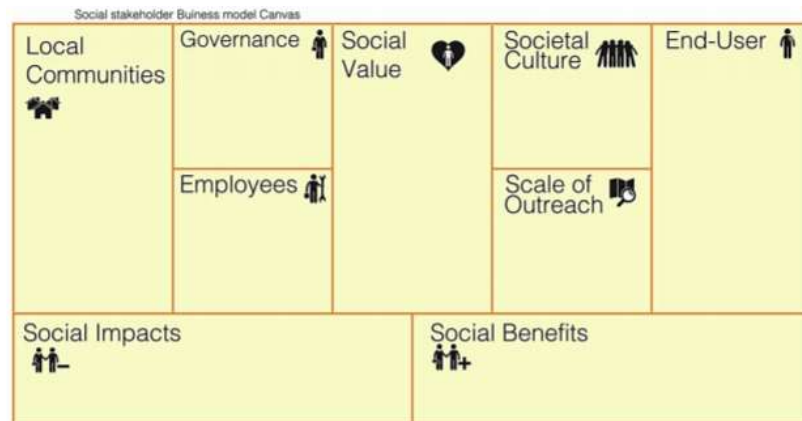 Social stakeholder Buiness model Canvas
Local
Communities
Governance
Employees
Social
Value
Societal
Culture
Scale of
Outreach
End-User
Social Impacts
Social Benefits